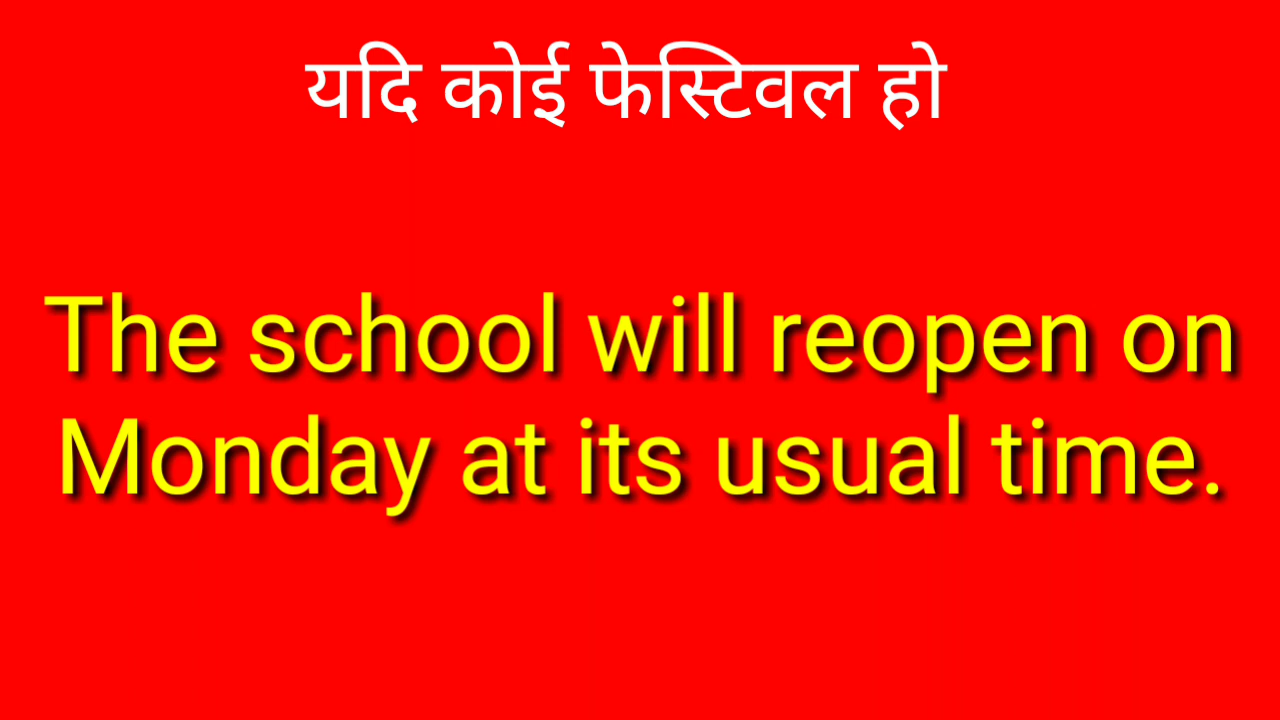 यदि कोई फेस्टिवल हो
The school will reopen on
Monday at its usual time.